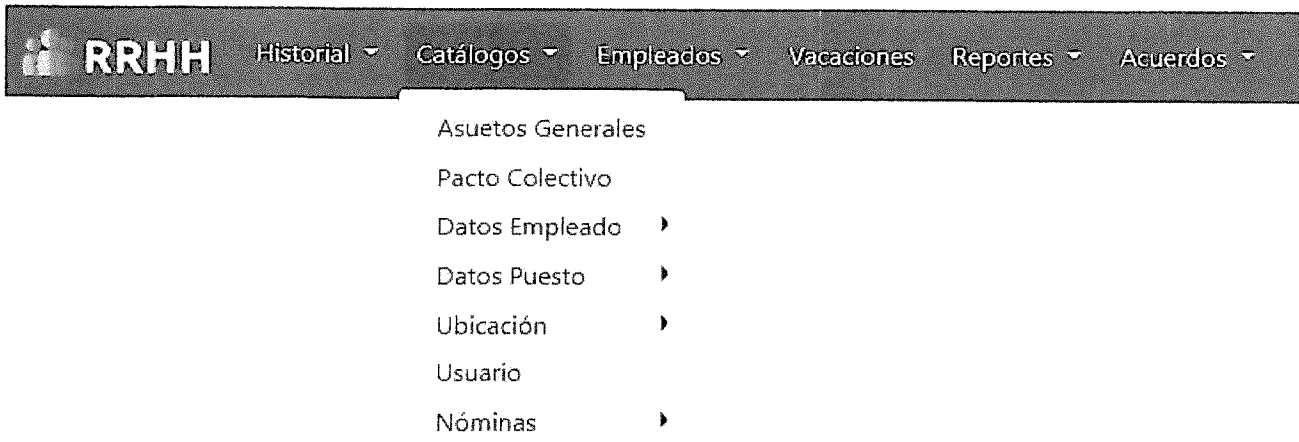 RRHH Historial Catálogos Empleados Vacaciones Reportes Acuerdos
Asuetos Generales
Pacto Colectivo
Datos Empleado
Datos Puesto
Ubicación
Usuario
Nóminas